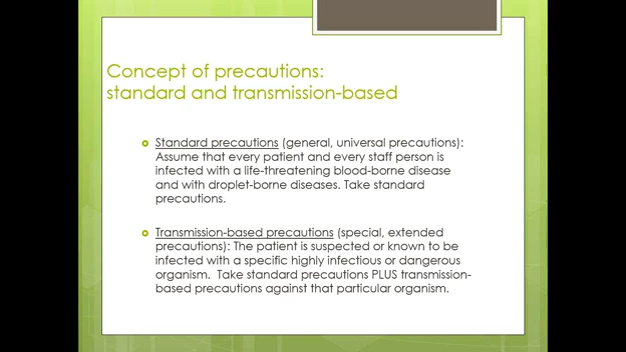 Concept of precautions:
standard and transmission-based
Standard precautions (general, universal precautions):
Assume that every patient and every staff person is
infected with a life-threatening blood-borne disease
and with droplet-borne diseases. Take standard
precautions.
Transmission-based precautions (special, extended
precautions): The patient is suspected or known to be
infected with a specific highly infectious or dangerous
organism.  Take standard precautions PLUS transmission-
based precautions against that particular organism.